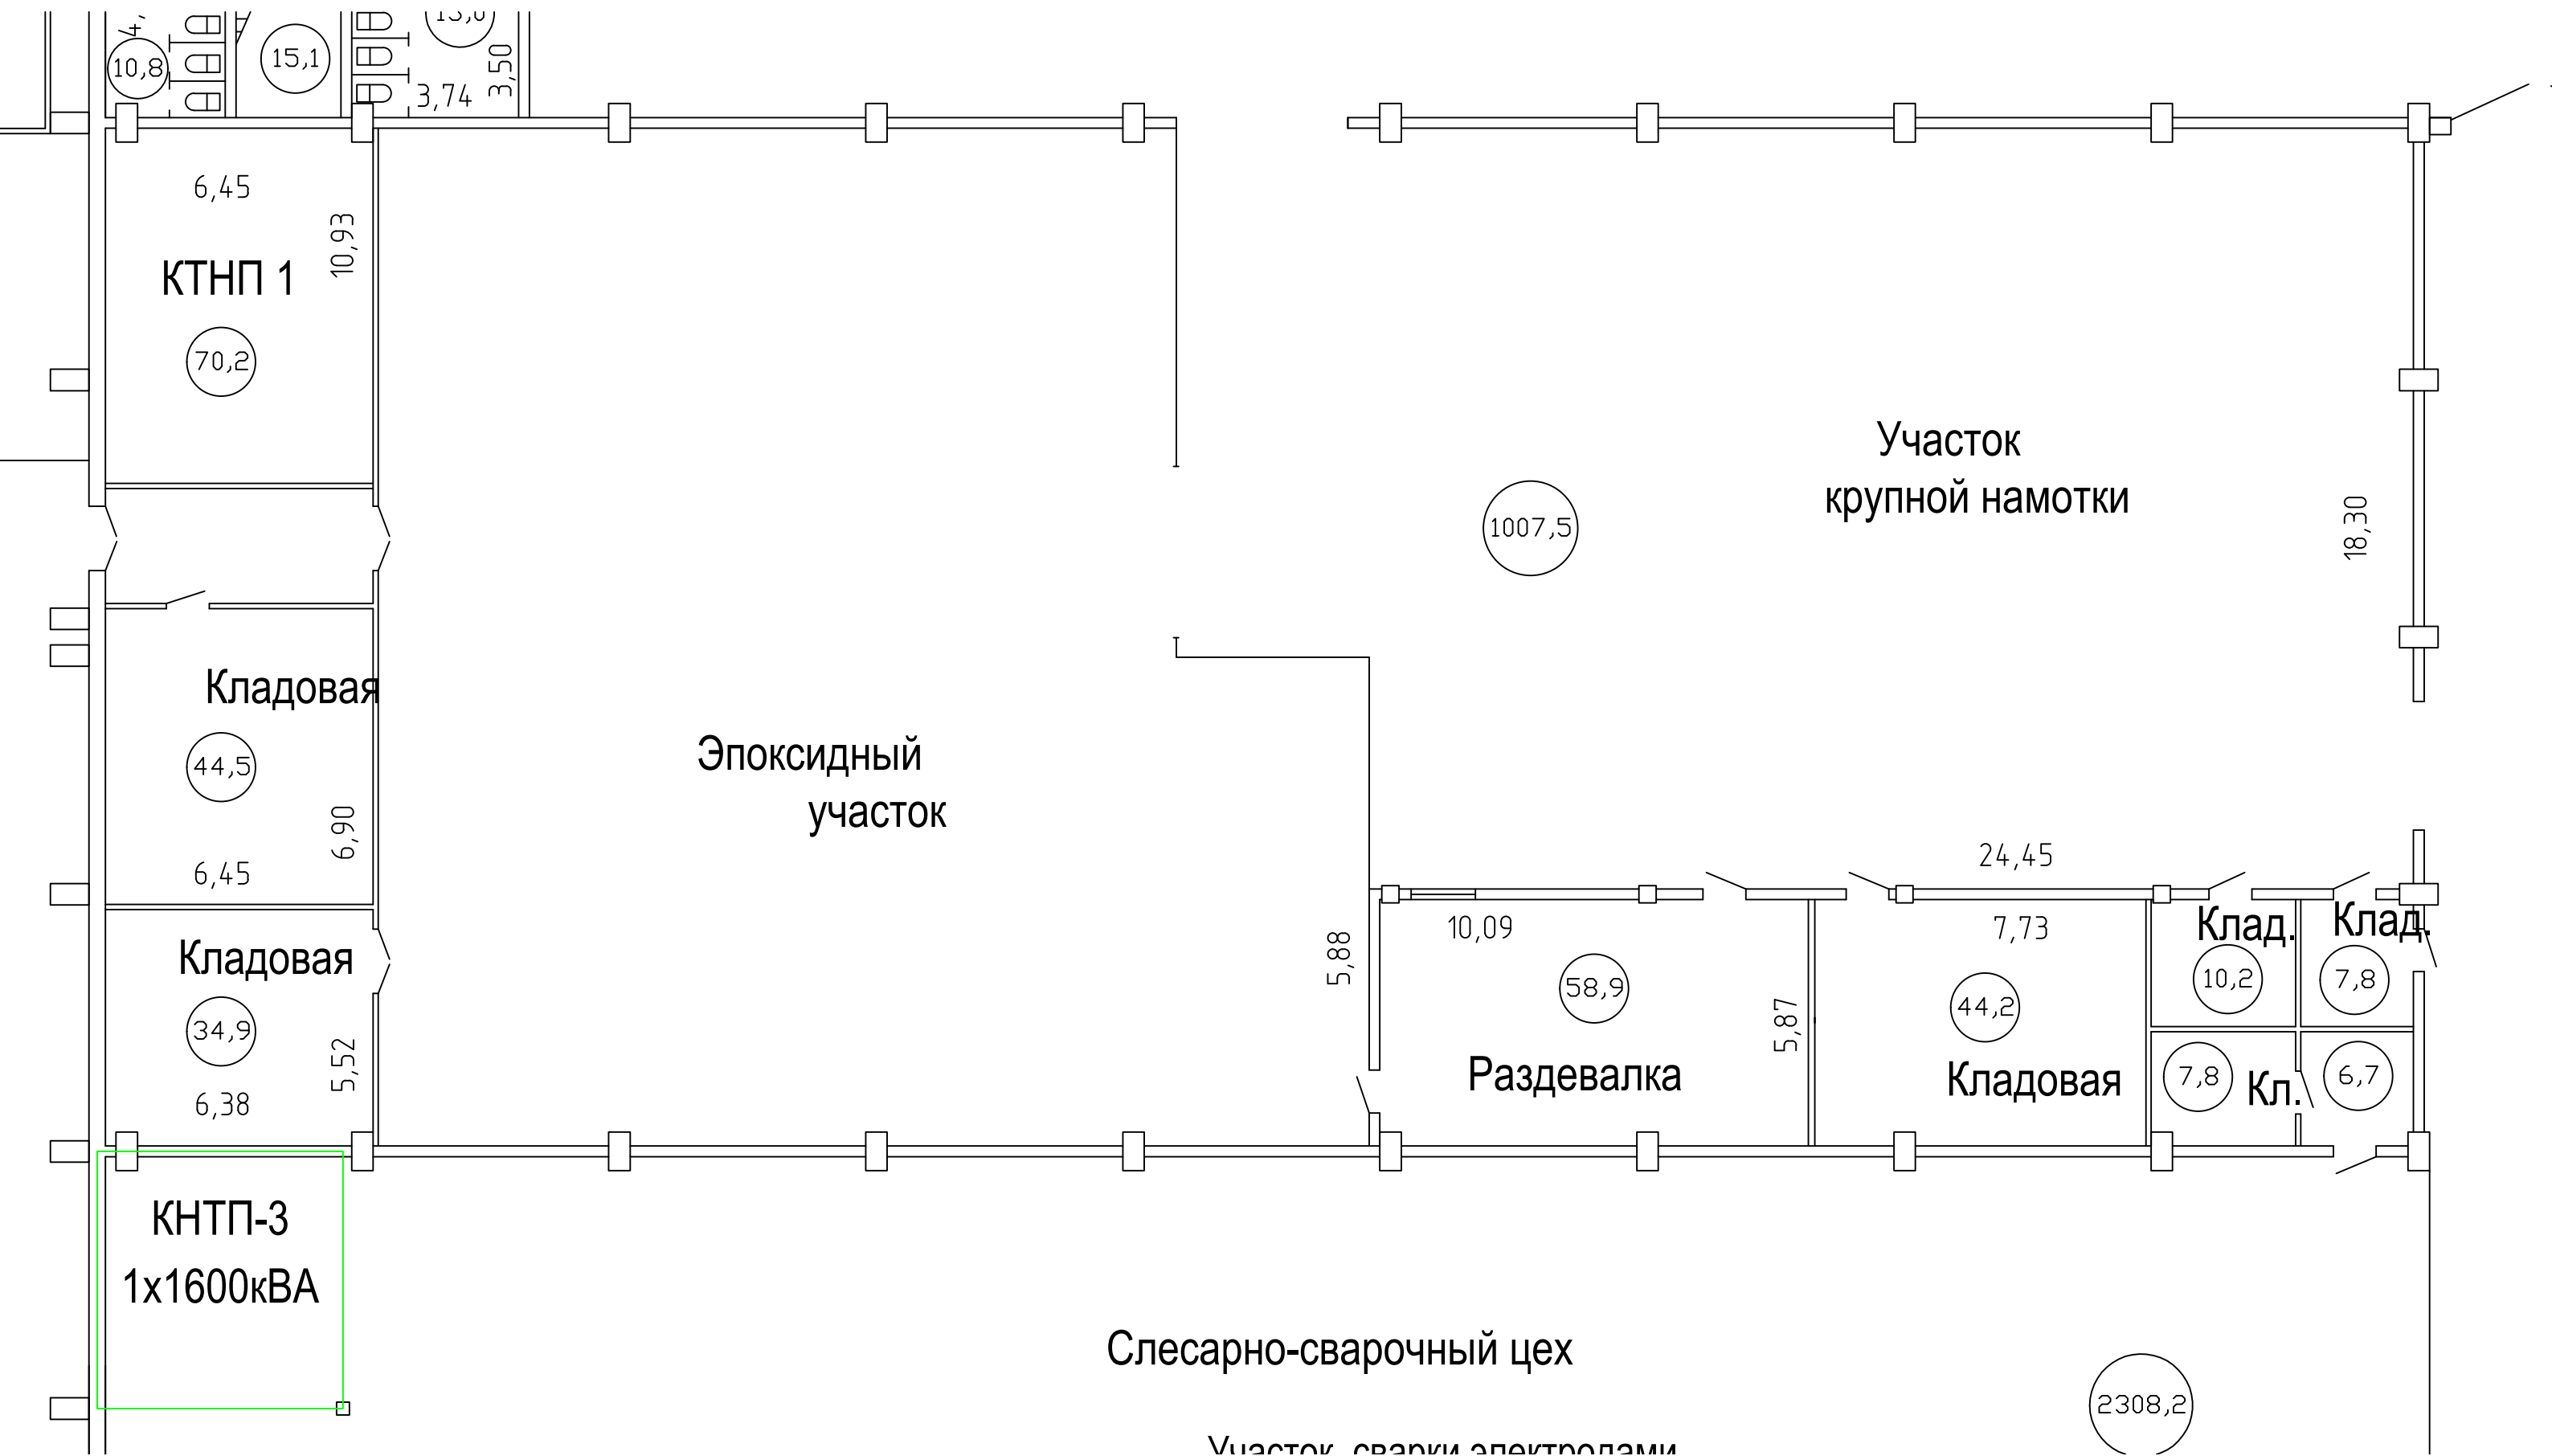 10,8
15,1
3,74
3,50
6,45
10,93
КТНП 1
70,2
Участок
крупной намотки
1007,5
18,30
Кладовая
44,5
6,90
6,45
Эпоксидный
участок
24,45
Кладовая
34,9
5,52
6,38
5,88
10,09
58,9
Раздевалка
5,87
7,73
44,2
Кладовая
Клад.
10,2
Клад.
7,8
7,8
Кл.
6,7
КНТП-3
1х1600кВА
Слесарно-сварочный цех
2308,2
Участок сварки электродами